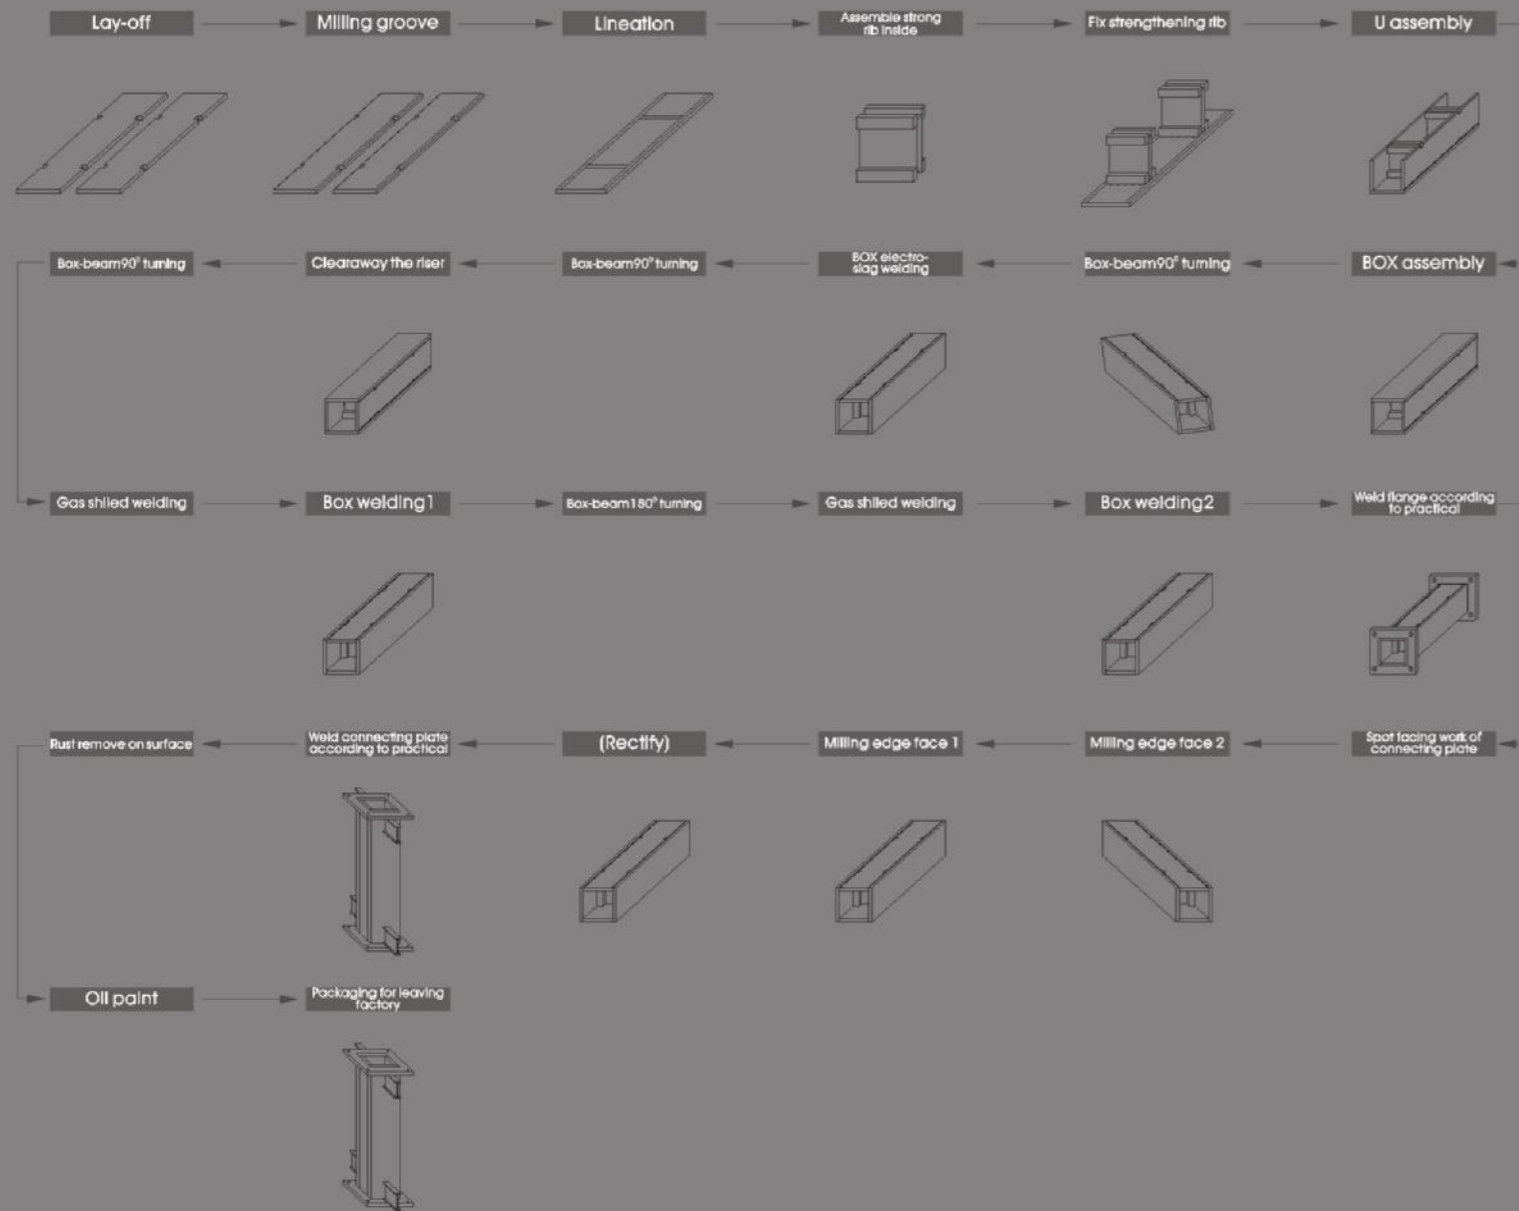 Lay-off
Milling groove
Lineation
Assemble strong
rib inside
Fix strengthening rib
U assembly
Box-beam90° turning
Clearaway the riser
Box-beam90° turning
BOX electro-
slag welding
Box-beam90° turning
BOX assembly
Gas shiled welding
Box welding1
Box-beam180° turning
Gas shiled welding
Box welding2
Weld flange according
to practical
Rust remove on surface
Weld connecting plate
according to practical
(Rectify)
Milling edge face 1
Milling edge face 2
Spot facing work of
connecting plate
Oil paint
Packaging for leaving
factory